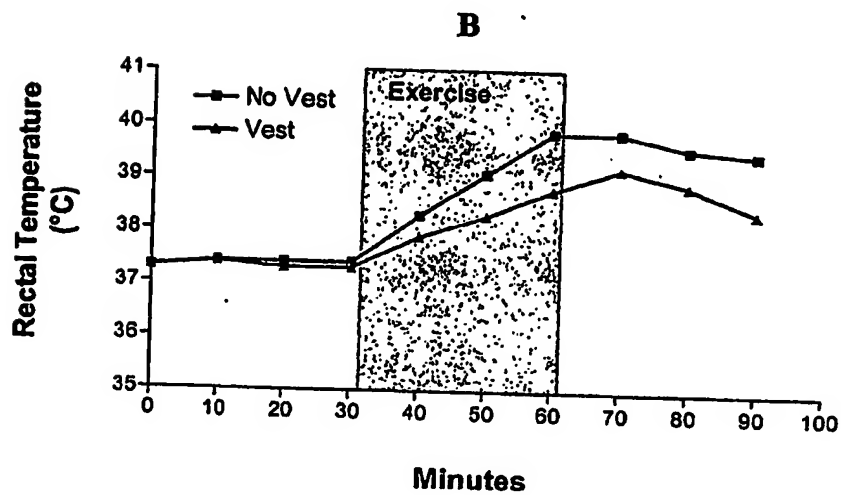 B
Rectal Temperature
(°C)
41
40
39
38
37
36
35
No Vest
Vest
Exercise
0 10 20 30 40 50 60 70 80 90 100
Minutes